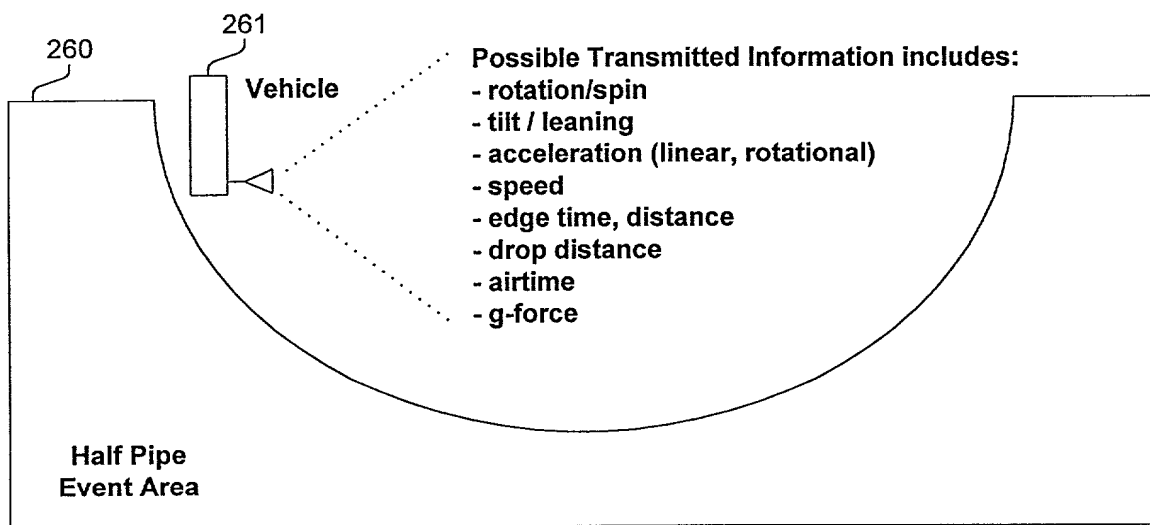 260
261
Vehicle
Possible Transmitted Information includes:
- rotation/spin
- tilt / leaning
- acceleration (linear, rotational)
- speed
- edge time, distance
- drop distance
- airtime
- g-force
Half Pipe
Event Area